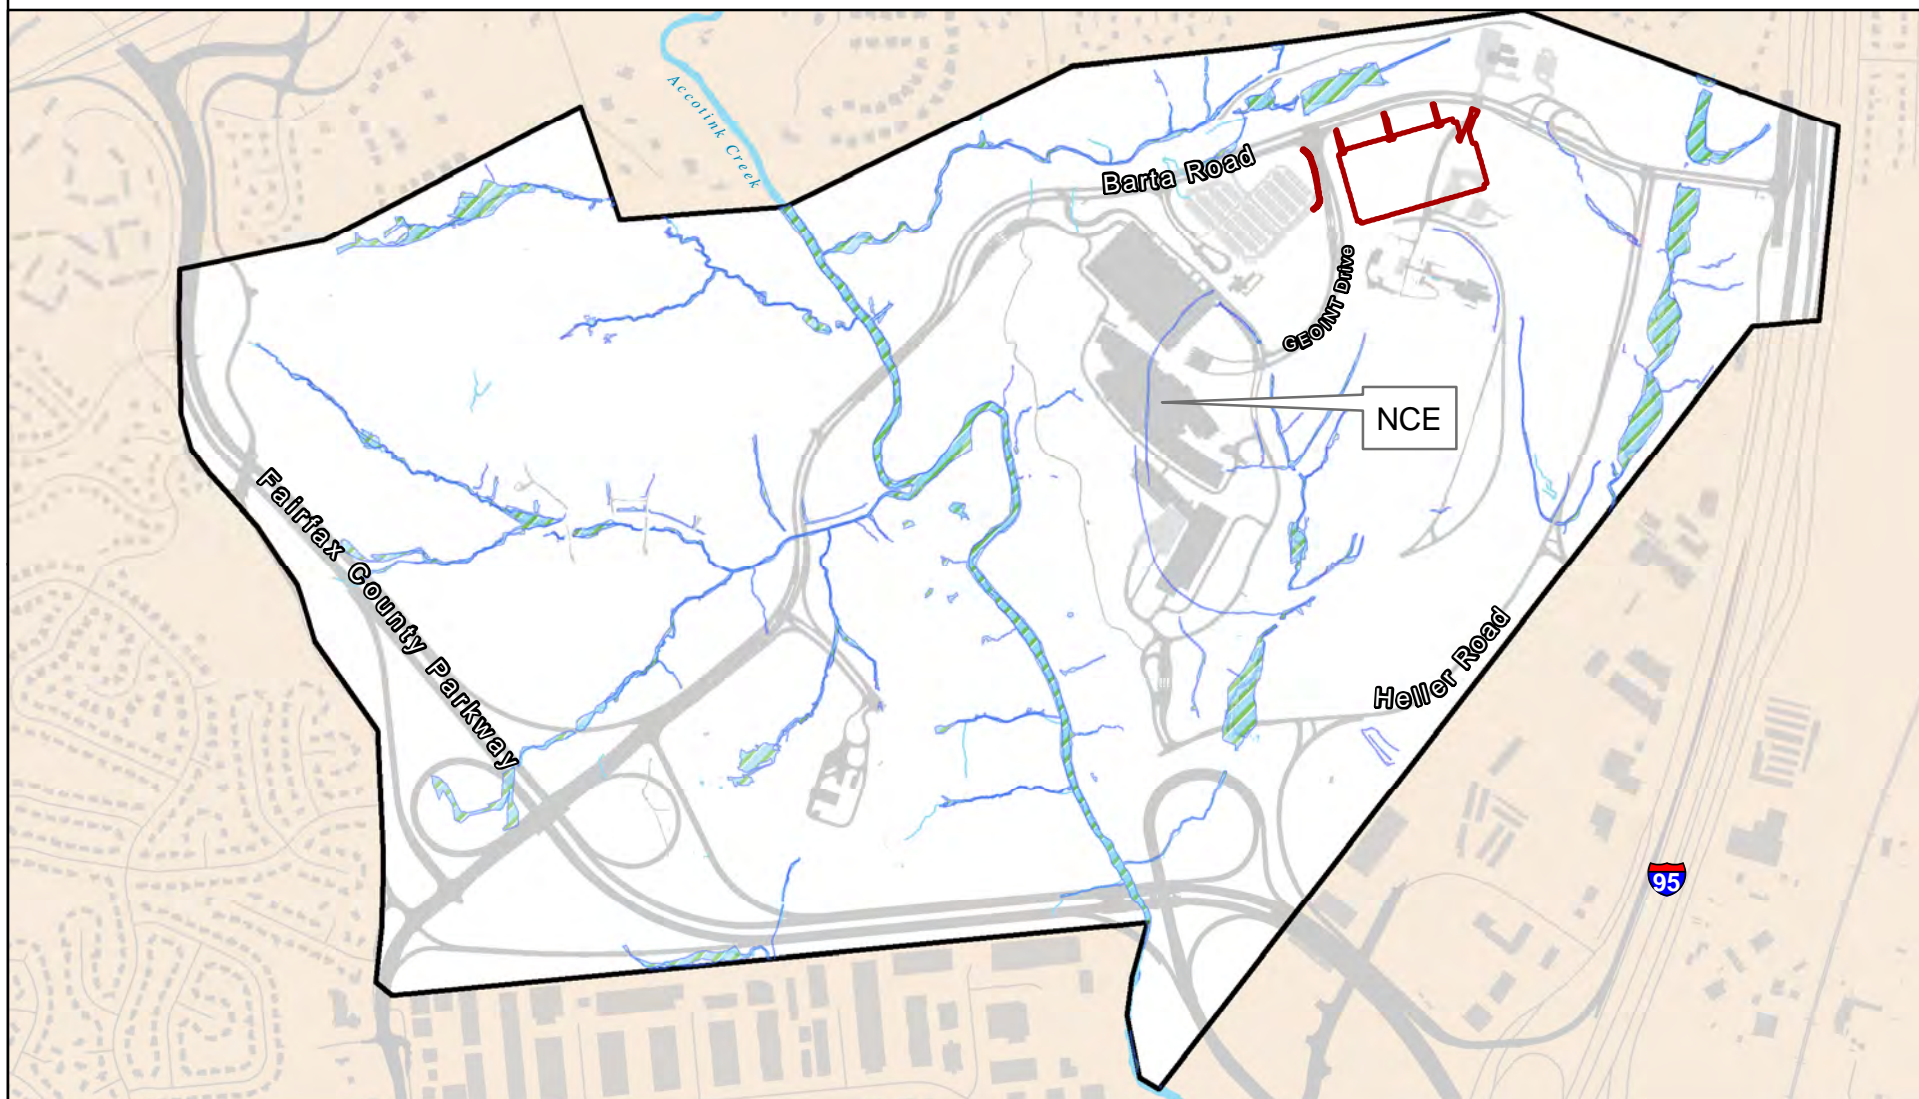 Accotink Creek
Barta Road
GEOINT Drive
NCE
Fairfax County Parkway
Heller Road
95